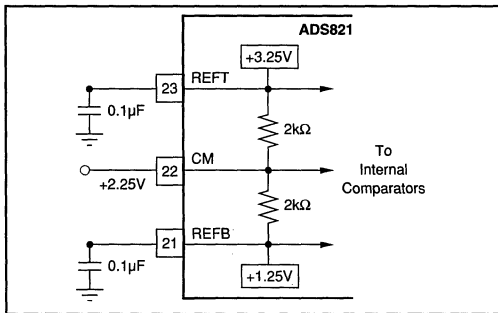 ADS821
+3.25V
23
REFT
0.1µF
2kΩ
To
Internal
Comparators
22
CM
+2.25V
2kΩ
21
REFB
0.1µF
+1.25V